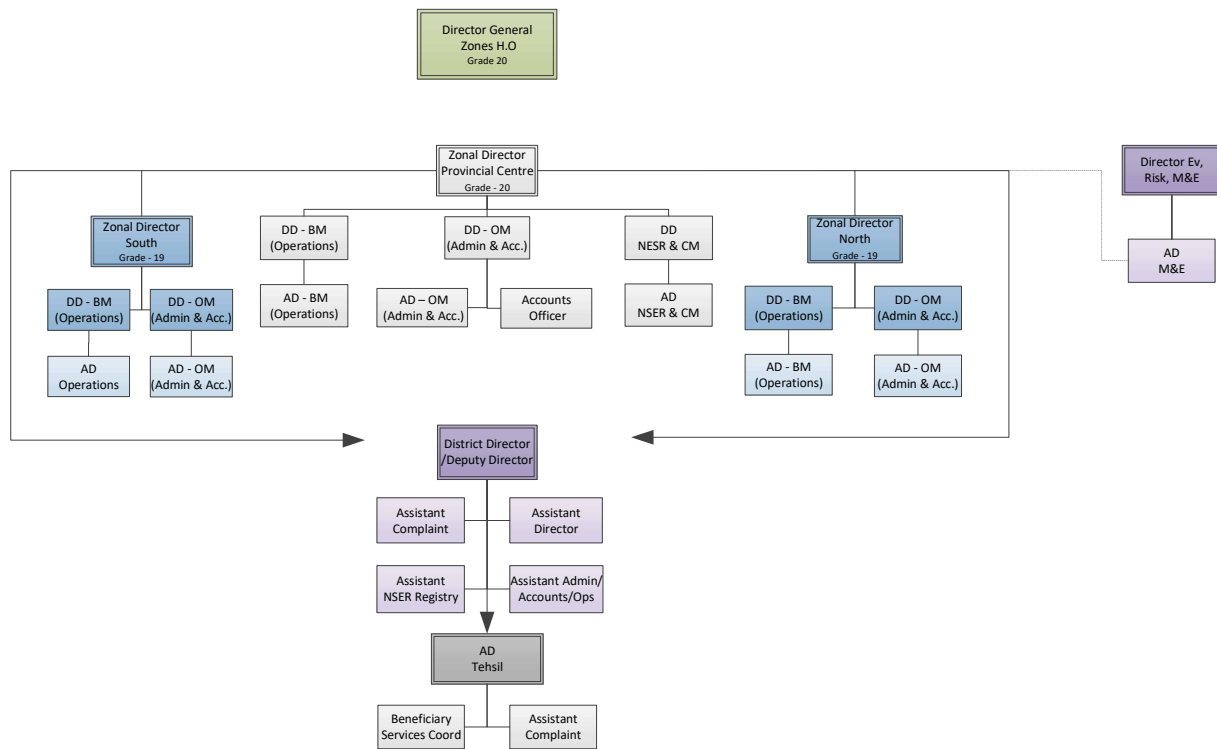 Director General
Zones H.O
Grade 20
Zonal Director
Provincial Centre
Grade - 20
Director Ev,
Risk, M&E
Zonal Director
South
Grade - 19
DD - BM
(Operations)
DD - OM
(Admin & Acc.)
DD
NESR & CM
Zonal Director
North
Grade - 19
AD
M&E
DD - BM
(Operations)
DD - OM
(Admin & Acc.)
AD - BM
(Operations)
AD – OM
(Admin & Acc.)
Accounts
Officer
AD
NSER & CM
DD - BM
(Operations)
DD - OM
(Admin & Acc.)
AD
Operations
AD - OM
(Admin & Acc.)
AD - BM
(Operations)
AD - OM
(Admin & Acc.)
District Director
/Deputy Director
Assistant
Complaint
Assistant
Director
Assistant
NSER Registry
Assistant Admin/
Accounts/Ops
AD
Tehsil
Beneficiary
Services Coord
Assistant
Complaint